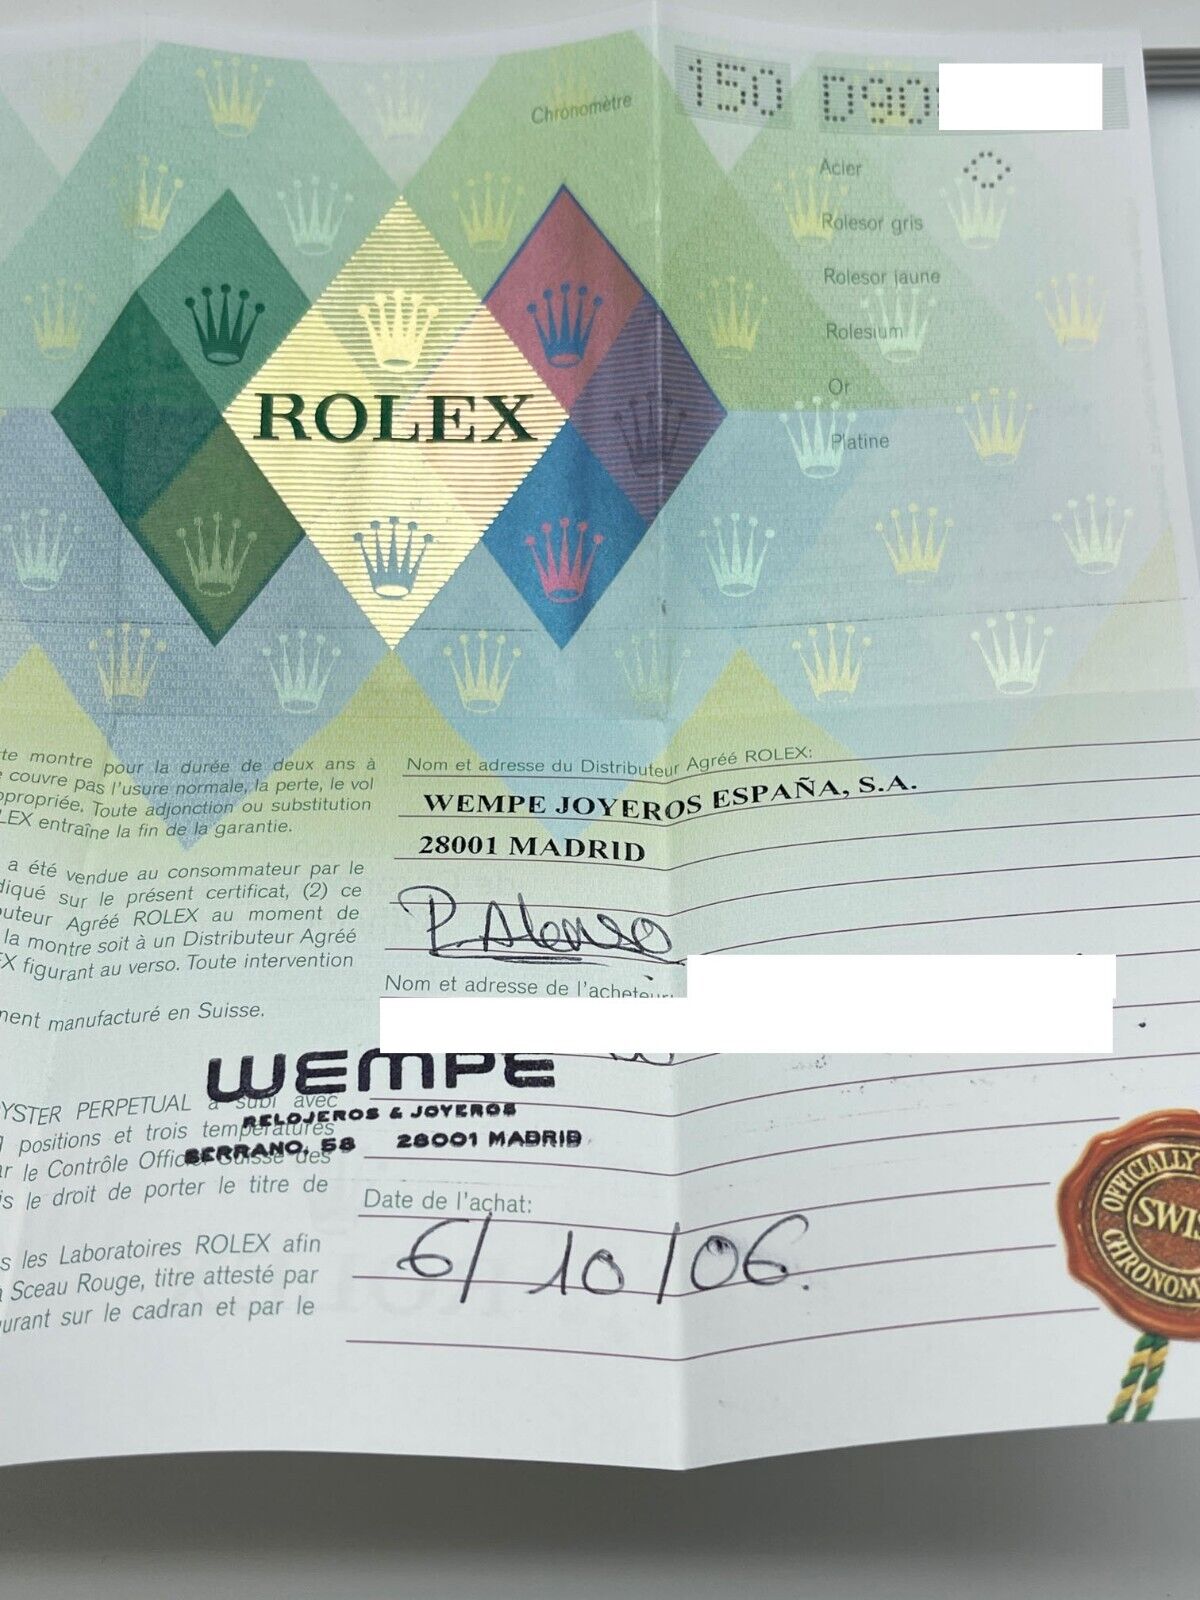 Chronomètre 150 D90
Acier
Rolesor gris
Rolesor jaune
Rolesium
Or
Platine
ROLEX
te montre pour la durée de deux ans à
couvre pas l'usure normale, la perte, le vol
ppropriée. Toute adjonction ou substitution
LEX entraîne la fin de la garantie.
a été vendue au consommateur par le
diqué sur le présent certificat, (2) ce
buteur Agréé ROLEX au moment de
la montre soit à un Distributeur Agréé
EX figurant au verso. Toute intervention
ment manufacturé en Suisse.
YSTER PERPETUAL a subi avec
positions et trois températures
ar le Contrôle Officiel Suisse des
is le droit de porter le titre de
s les Laboratoires ROLEX afin
Sceau Rouge, titre attesté par
urant sur le cadran et par le
Nom et adresse du Distributeur Agréé ROLEX:
WEMPE JOYEROS ESPAÑA, S.A.
28001 MADRID
P. Alonso
Nom et adresse de l'acheteur:
WEMPE
RELOJEROS & JOYEROS
SERRANO, 58 28001 MADRID
Date de l'achat:
6/10/06.
OFFICIALLY
SWIS
CHRONOM